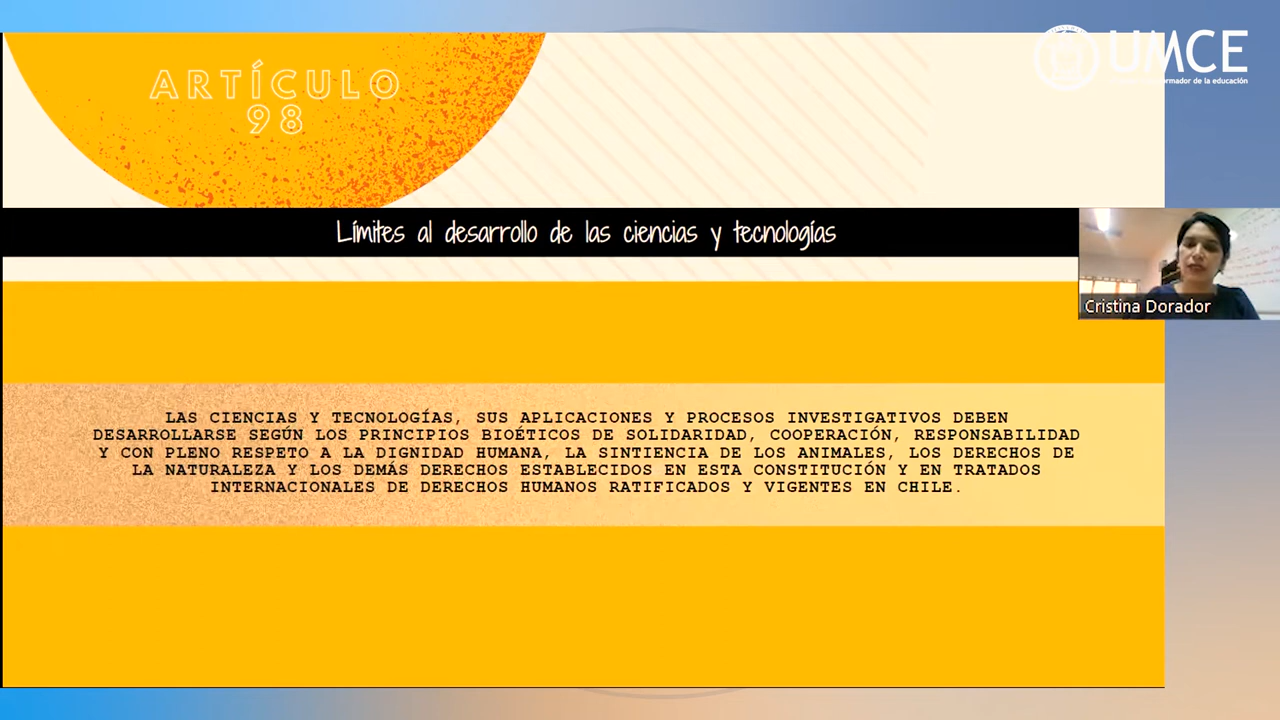 ARTÍCULO
98
UMCE
ormador de la educación
Límites al desarrollo de las ciencias y tecnologías
Cristina Dorador
LAS CIENCIAS Y TECNOLOGÍAS, SUS APLICACIONES Y PROCESOS INVESTIGATIVOS DEBEN
DESARROLLARSE SEGÚN LOS PRINCIPIOS BIOÉTICOS DE SOLIDARIDAD, COOPERACIÓN, RESPONSABILIDAD
Y CON PLENO RESPETO A LA DIGNIDAD HUMANA, LA SINTIENCIA DE LOS ANIMALES, LOS DERECHOS DE
LA NATURALEZA Y LOS DEMÁS DERECHOS ESTABLECIDOS EN ESTA CONSTITUCIÓN Y EN TRATADOS
INTERNACIONALES DE DERECHOS HUMANOS RATIFICADOS Y VIGENTES EN CHILE.